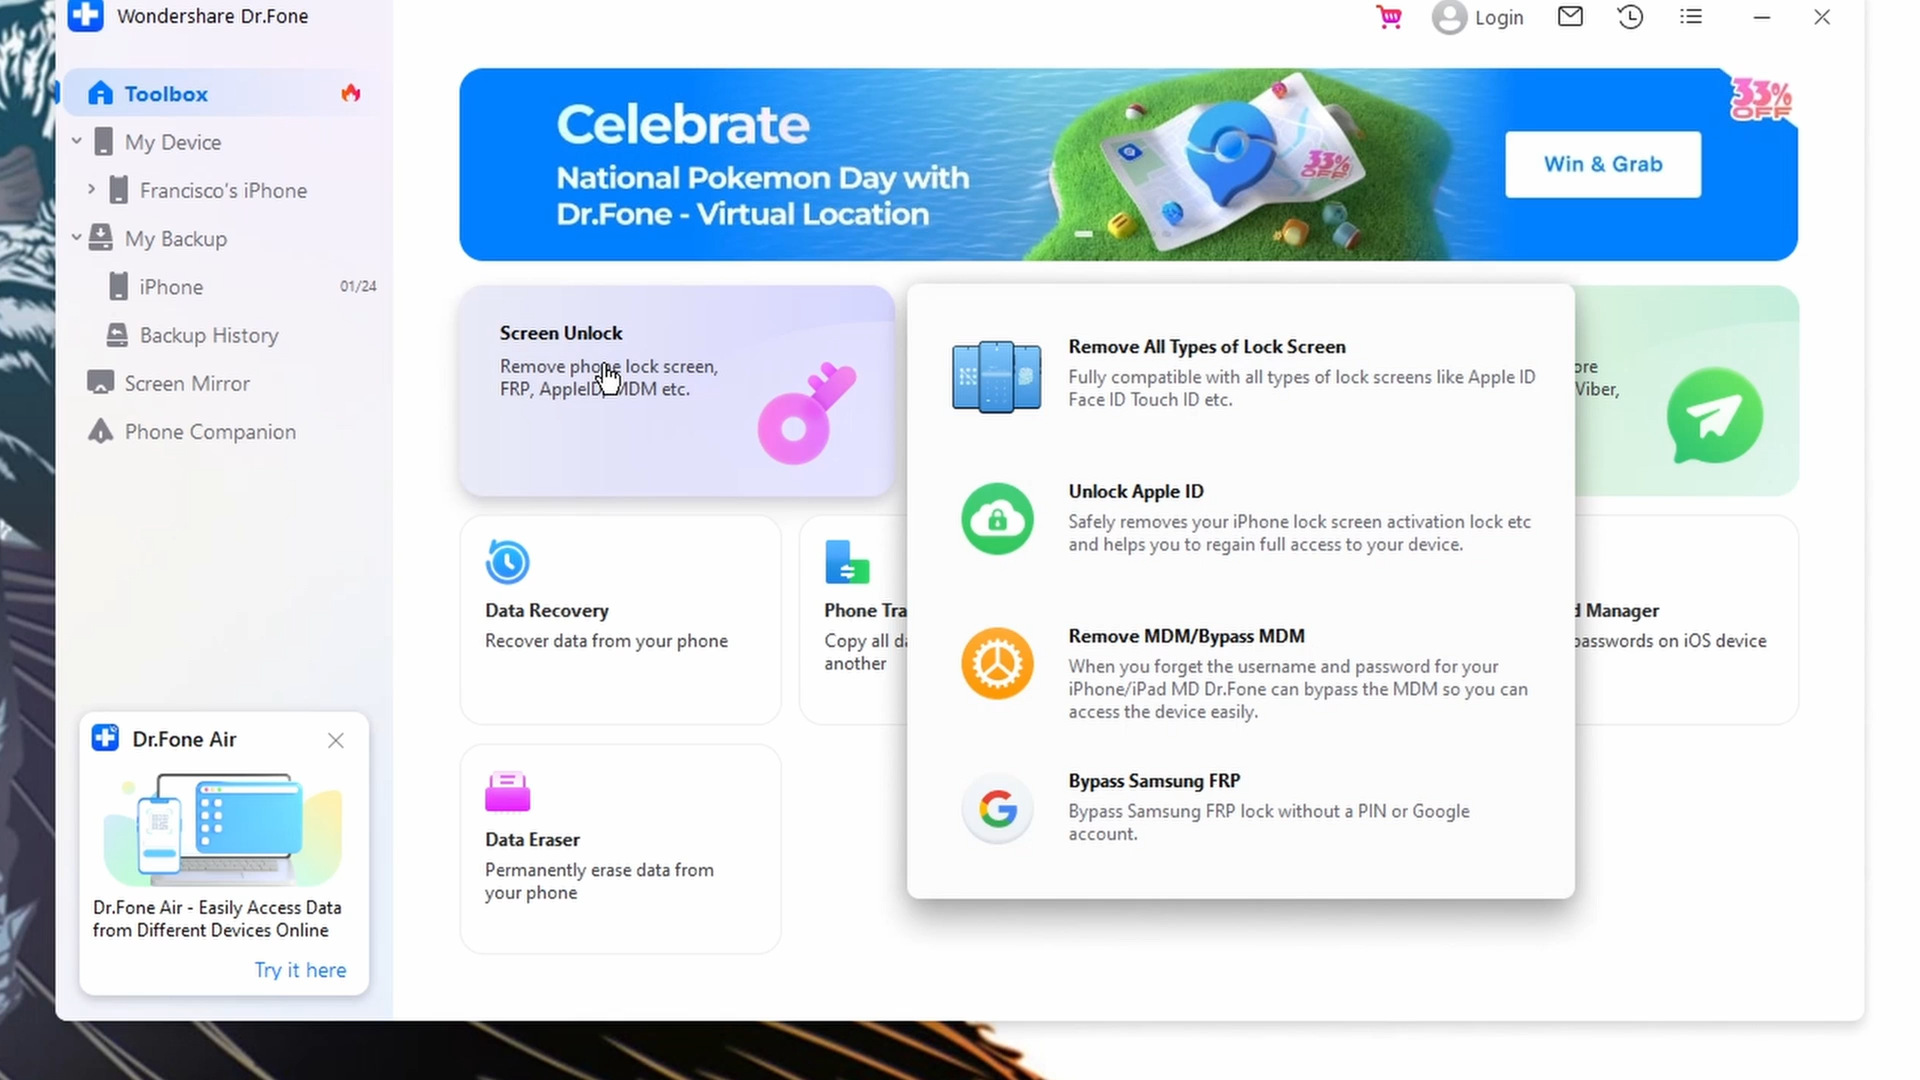 Wondershare Dr.Fone
Login
Toolbox
My Device
Francisco's iPhone
My Backup
iPhone
01/24
Backup History
Screen Mirror
Phone Companion
Celebrate
National Pokemon Day with
Dr.Fone - Virtual Location
33%
Win & Grab
33%
OFF
Screen Unlock
Remove phone lock screen,
FRP, AppleID, MDM etc.
Remove All Types of Lock Screen
Fully compatible with all types of lock screens like Apple ID
Face ID Touch ID etc.
Unlock Apple ID
Safely removes your iPhone lock screen activation lock etc
and helps you to regain full access to your device.
Remove MDM/Bypass MDM
When you forget the username and password for your
iPhone/iPad MD Dr.Fone can bypass the MDM so you can
access the device easily.
Bypass Samsung FRP
Bypass Samsung FRP lock without a PIN or Google
account.
ore
Viber,
Data Recovery
Recover data from your phone
Phone Tra
Copy all da
another
d Manager
passwords on iOS device
Data Eraser
Permanently erase data from
your phone
Dr.Fone Air
Dr.Fone Air - Easily Access Data
from Different Devices Online
Try it here